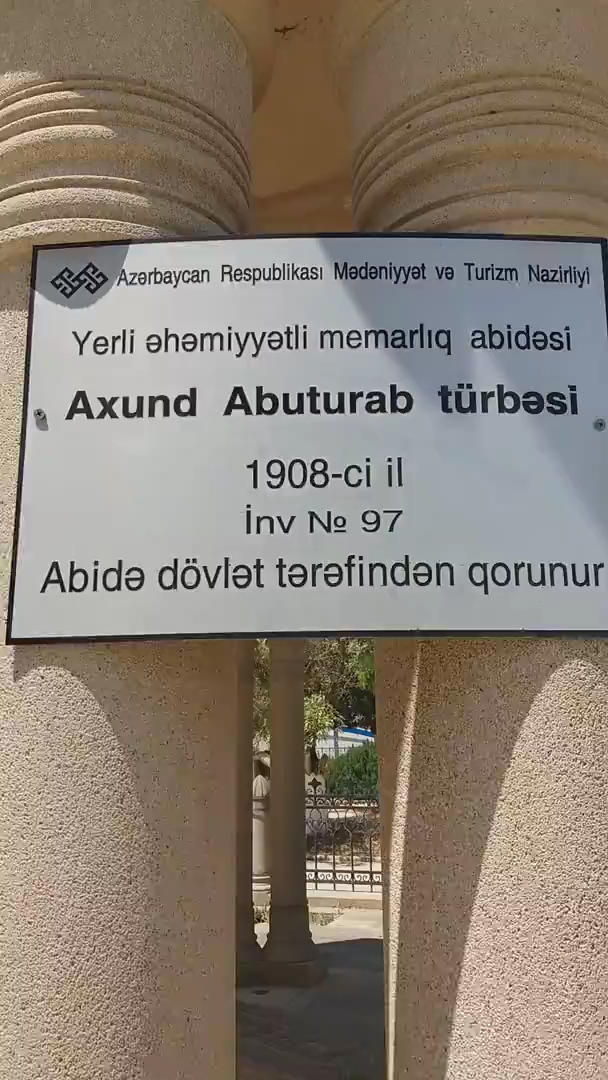 Azərbaycan Respublikası Mədəniyyət və Turizm Nazirliyi
Yerli əhəmiyyətli memarlıq abidəsi
Axund Abuturab türbəsi
1908-ci il
İnv № 97
Abidə dövlət tərəfindən qorunur